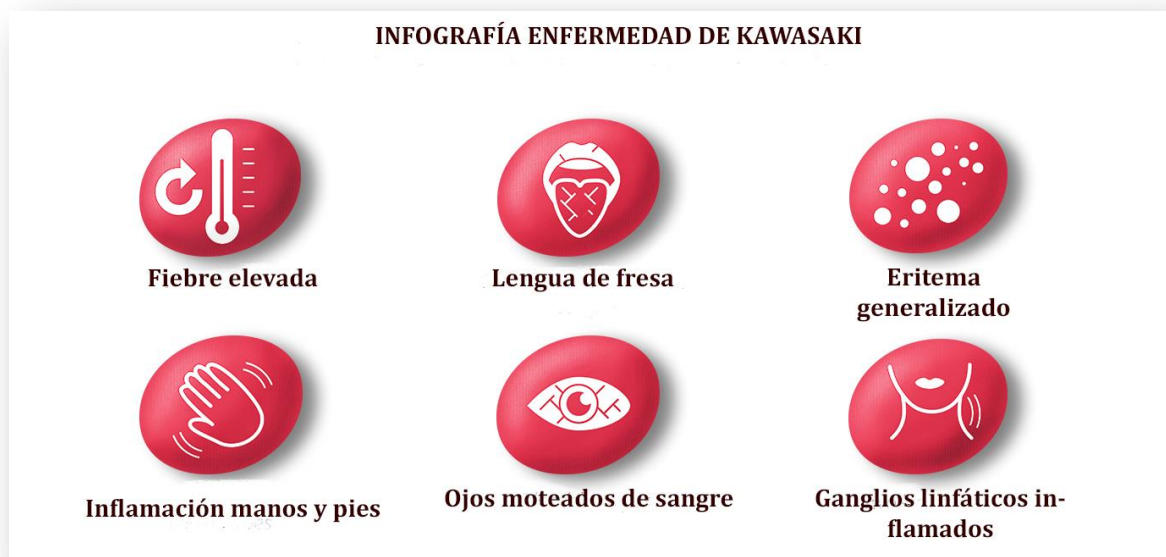 INFOGRAFÍA ENFERMEDAD DE KAWASAKI
Fiebre elevada
Lengua de fresa
Eritema
generalizado
Inflamación manos y pies
Ojos moteados de sangre
Ganglios linfáticos in-
flamados